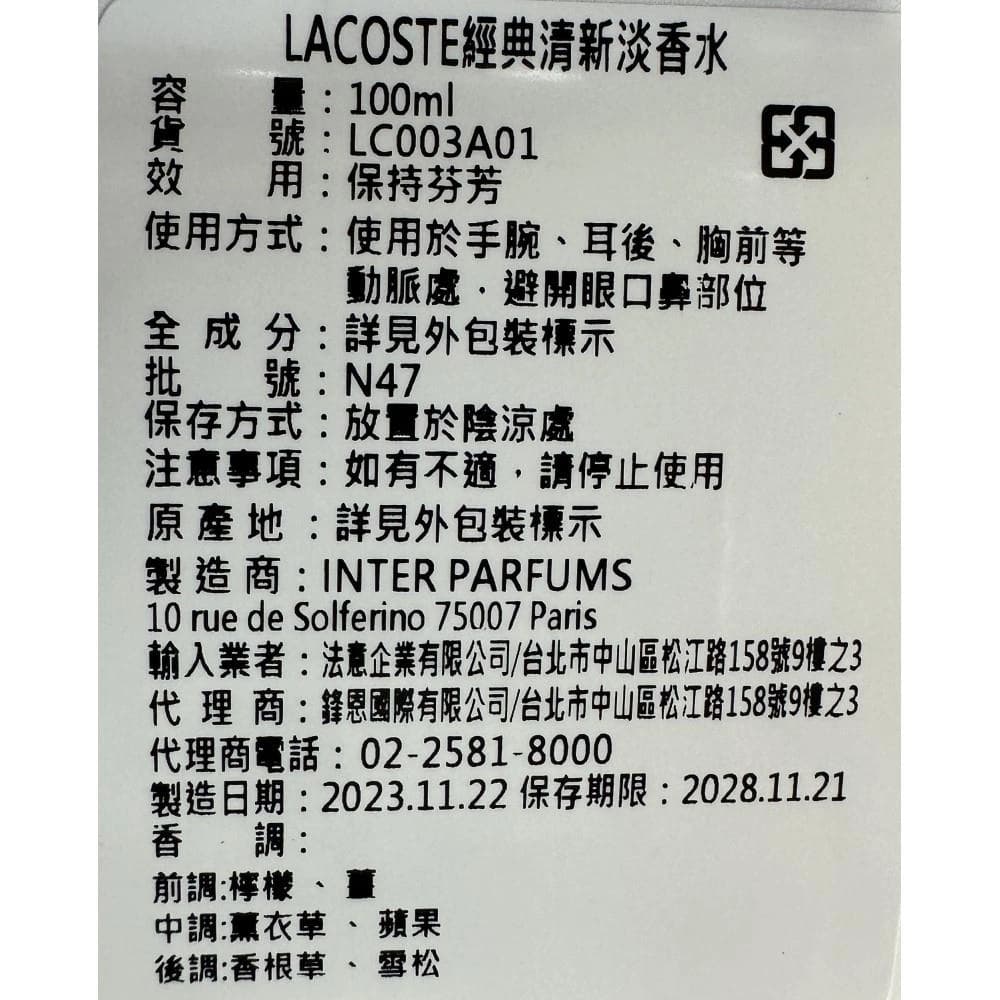 LACOSTE經典清新淡香水
容量：100ml
貨號：LC003A01
效用：保持芬芳
使用方式：使用於手腕、耳後、胸前等
動脈處，避開眼口鼻部位
全成分：詳見外包裝標示
批號：N47
保存方式：放置於陰涼處
注意事項：如有不適，請停止使用
原產地：詳見外包裝標示
製造商：INTER PARFUMS
10 rue de Solferino 75007 Paris
輸入業者：法意企業有限公司/台北市中山區松江路158號9樓之3
代理商：鋒恩國際有限公司/台北市中山區松江路158號9樓之3
代理商電話：02-2581-8000
製造日期：2023.11.22 保存期限：2028.11.21
香調：
前調:檸檬、薑
中調:薰衣草、蘋果
後調:香根草、雪松